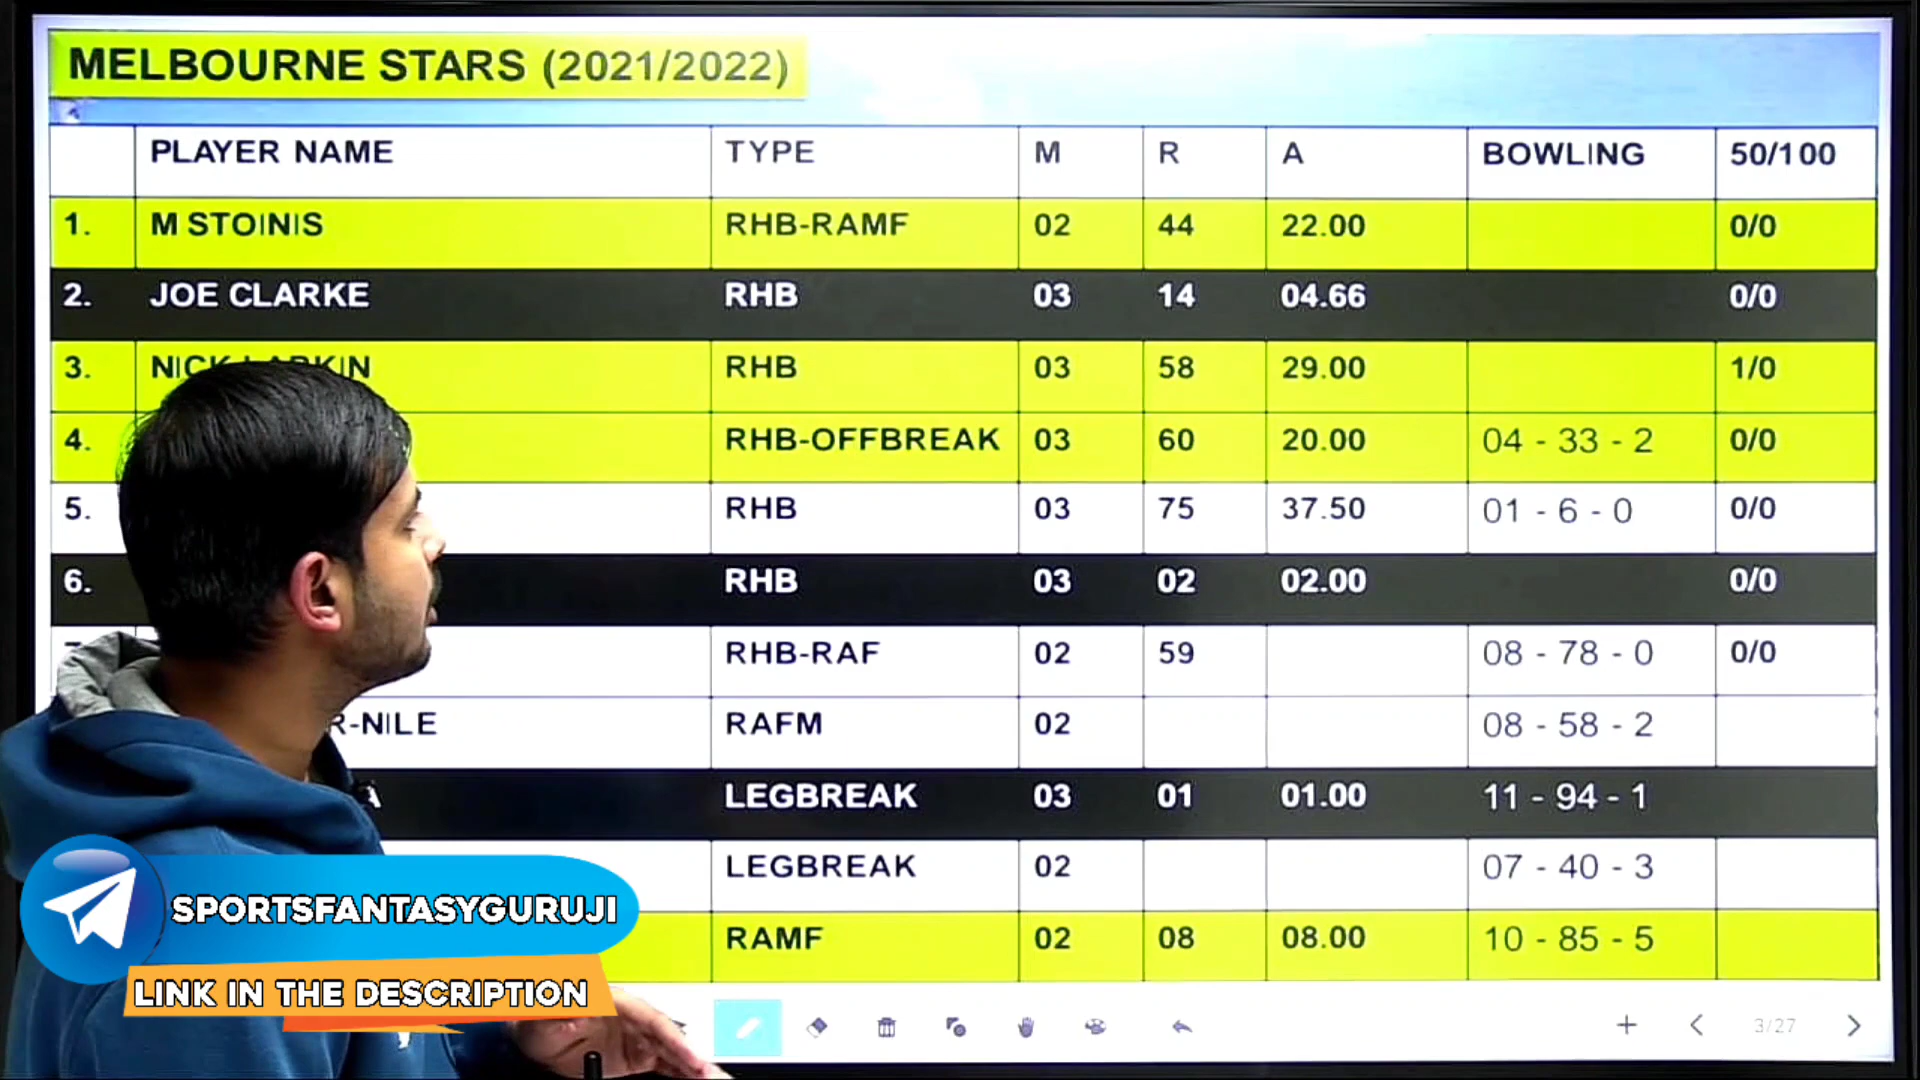 MELBOURNE STARS (2021/2022)
PLAYER NAME TYPE M R A BOWLING 50/100
1. M STOINIS RHB-RAMF 02 44 22.00 0/0
2. JOE CLARKE RHB 03 14 04.66 0/0
3. NICK LARKIN RHB 03 58 29.00 1/0
4. RHB-OFFBREAK 03 60 20.00 04 - 33 - 2 0/0
5. RHB 03 75 37.50 01 - 6 - 0 0/0
6. RHB 03 02 02.00 0/0
RHB-RAF 02 59 08 - 78 - 0 0/0
R-NILE RAFM 02 08 - 58 - 2
A LEGBREAK 03 01 01.00 11 - 94 - 1
LEGBREAK 02 07 - 40 - 3
RAMF 02 08 08.00 10 - 85 - 5
SPORTSFANTASYGURUJI
LINK IN THE DESCRIPTION
3/27